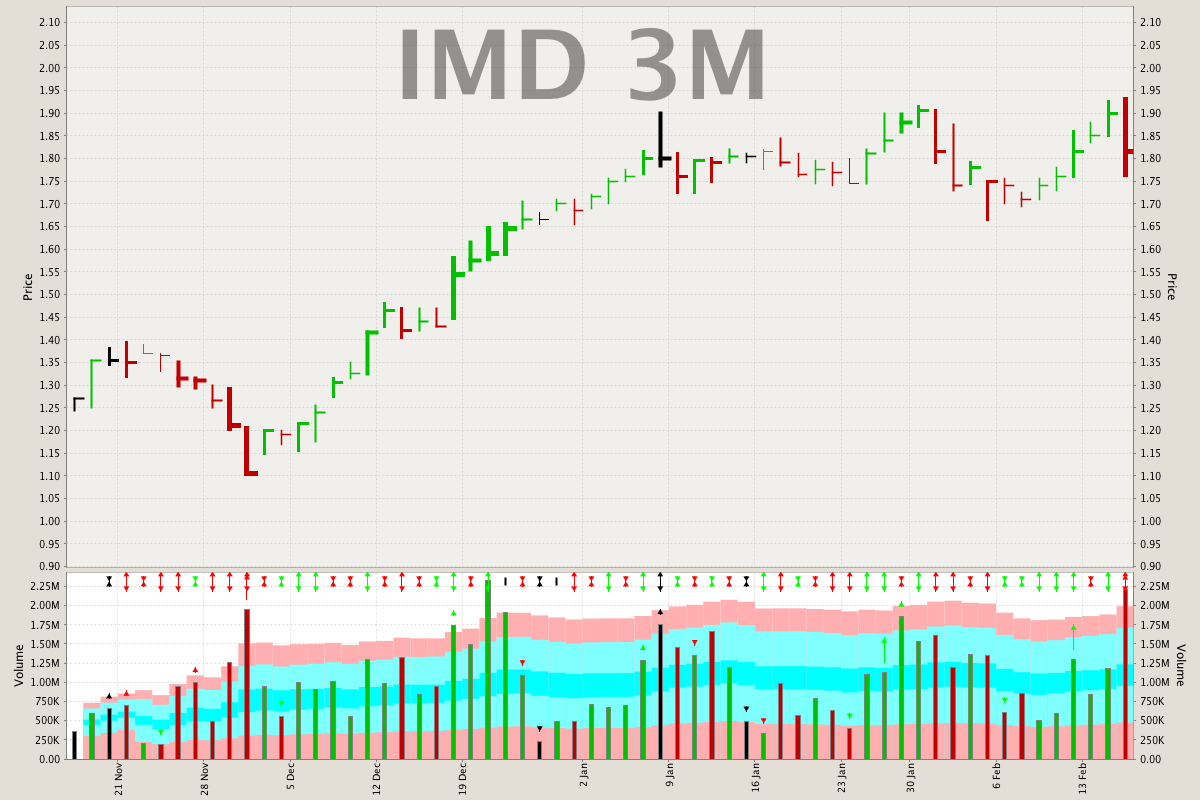 IMD 3M
2.10
2.05
2.00
1.95
1.90
1.85
1.80
1.75
1.70
1.65
1.60
1.55
1.50
1.45
1.40
1.35
1.30
1.25
1.20
1.15
1.10
1.05
1.00
0.95
0.90
Price
2.10
2.05
2.00
1.95
1.90
1.85
1.80
1.75
1.70
1.65
1.60
1.55
1.50
1.45
1.40
1.35
1.30
1.25
1.20
1.15
1.10
1.05
1.00
0.95
0.90
Price
2.25M
2.00M
1.75M
1.50M
1.25M
1.00M
750K
500K
250K
0.00
Volume
2.25M
2.00M
1.75M
1.50M
1.25M
1.00M
750K
500K
250K
0.00
Volume
21 Nov
28 Nov
5 Dec
12 Dec
19 Dec
2 Jan
9 Jan
16 Jan
23 Jan
30 Jan
6 Feb
13 Feb